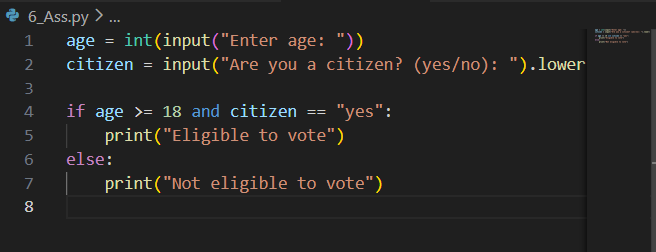 6_Ass.py > ...
1 age = int(input("Enter age: "))
2 citizen = input("Are you a citizen? (yes/no): ").lower
3
4 if age >= 18 and citizen == "yes":
5     print("Eligible to vote")
6 else:
7     print("Not eligible to vote")
8